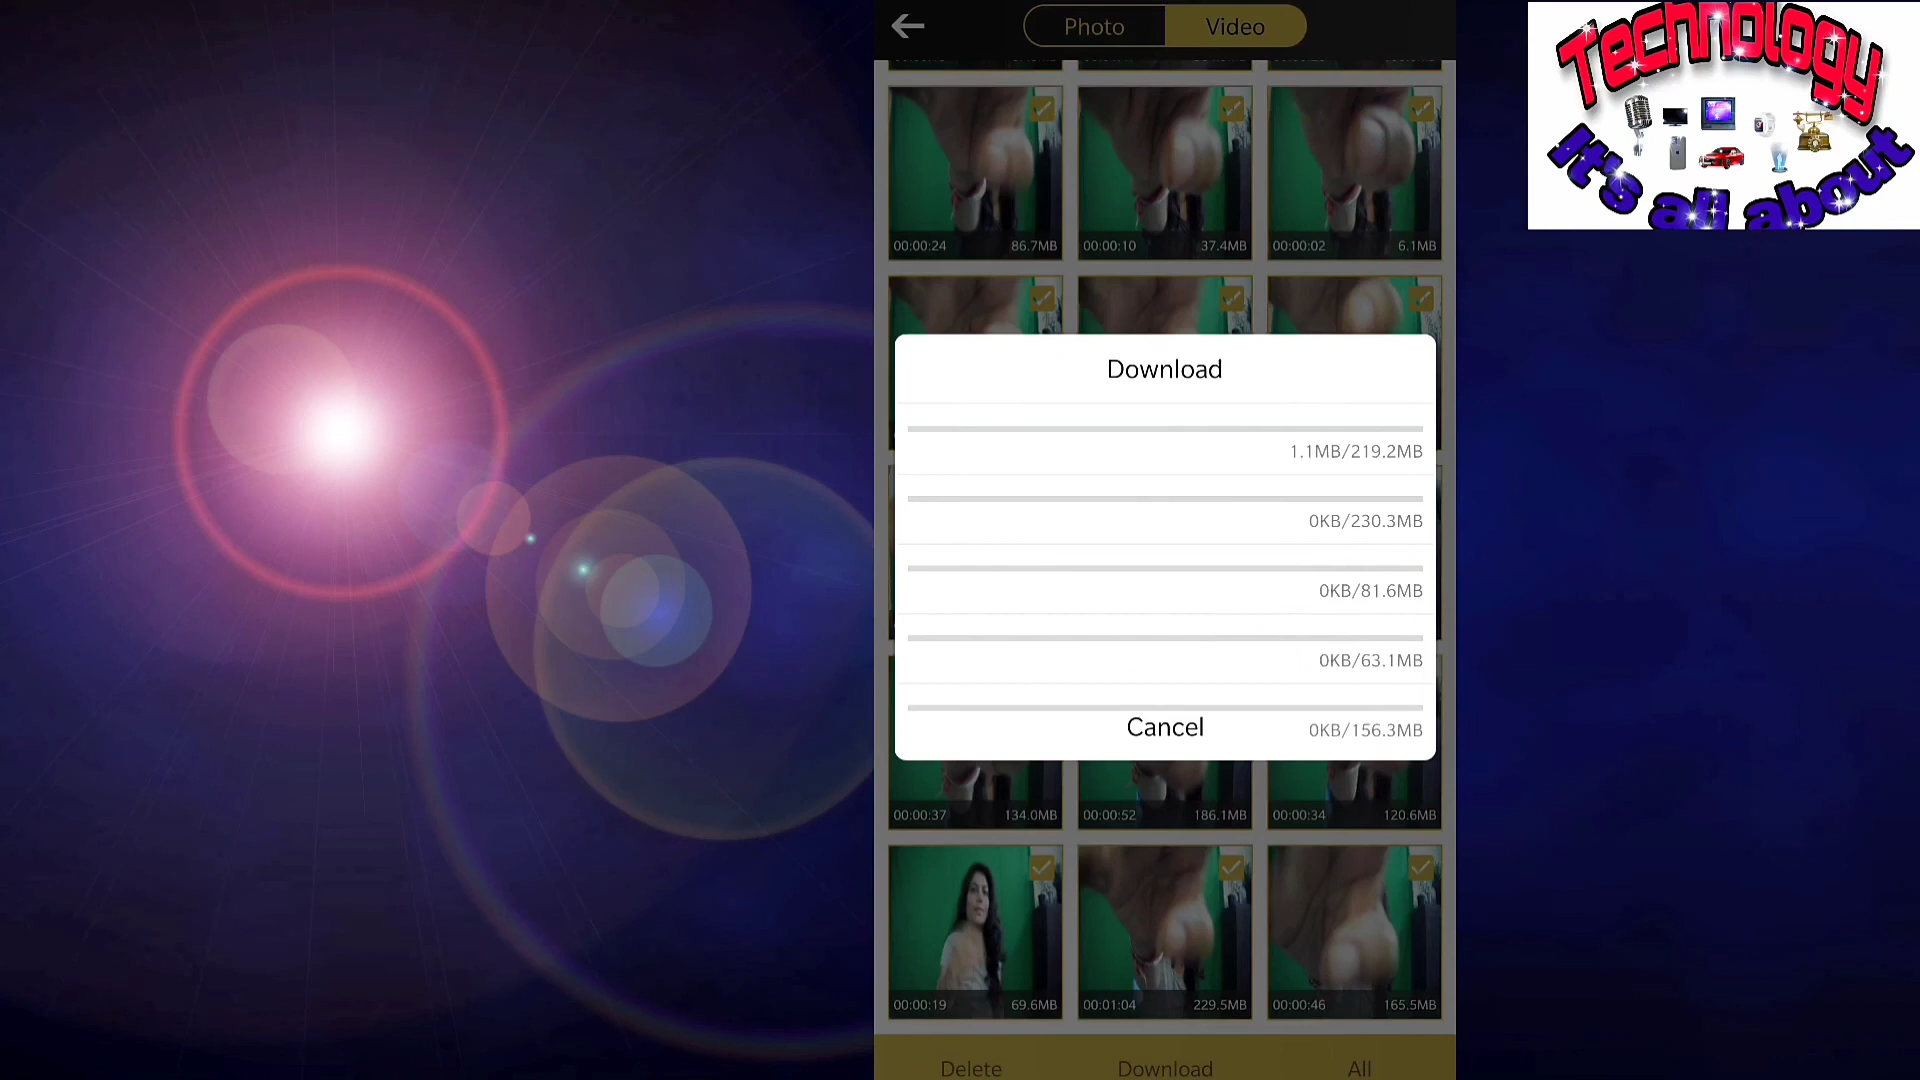 Photo Video
Technology
It's all about
00:00:24 86.7MB 00:00:10 37.4MB 00:00:02 6.1MB
Download
1.1MB/219.2MB
0KB/230.3MB
0KB/81.6MB
0KB/63.1MB
Cancel 0KB/156.3MB
00:00:37 134.0MB 00:00:52 186.1MB 00:00:34 120.6MB
00:00:19 69.6MB 00:01:04 229.5MB 00:00:46 165.5MB
Delete Download All